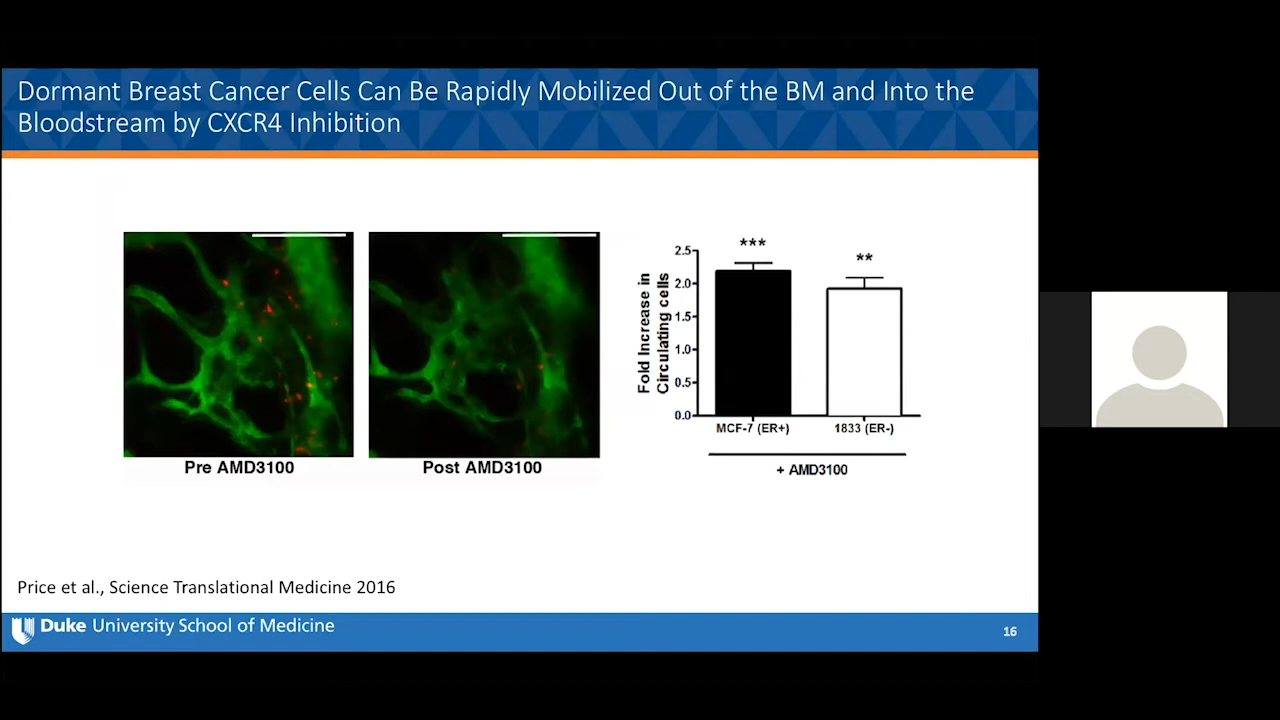 Dormant Breast Cancer Cells Can Be Rapidly Mobilized Out of the BM and Into the
Bloodstream by CXCR4 Inhibition
Pre AMD3100
Post AMD3100
Fold Increase in
Circulating cells
2.5
2.0
1.5
1.0
0.5
0.0
***
**
MCF-7 (ER+)
1833 (ER-)
+ AMD3100
Price et al., Science Translational Medicine 2016
Duke University School of Medicine
16